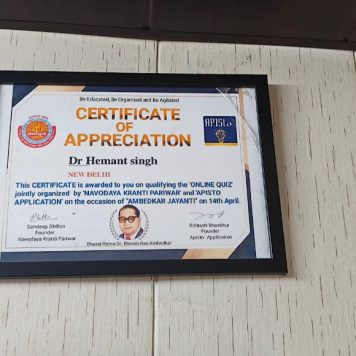 Be Educated, Be Organised and Be Agitated
CERTIFICATE
OF
APPRECIATION
APISTO
Dr Hemant singh
NEW DELHI
This CERTIFICATE is awarded to you on qualifying the 'ONLINE QUIZ'
jointly organized by 'NAVODAYA KRANTI PARIWAR' and 'APISTO
APPLICATION' on the occasion of "AMBEDKAR JAYANTI" on 14th April.
Sandeep Dhillon
Founder
Navodaya Kranti Pariwar
Founder
Apisto Application
Bharat Ratna Dr. Bheem Rao Ambedkar